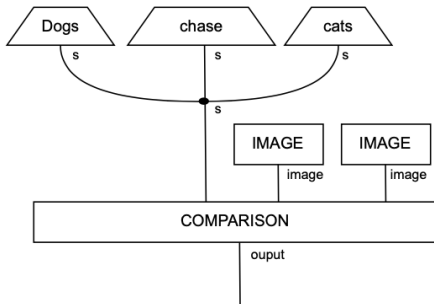 Dogs chase cats
s s s
s
IMAGE IMAGE
image image
COMPARISON
ouput